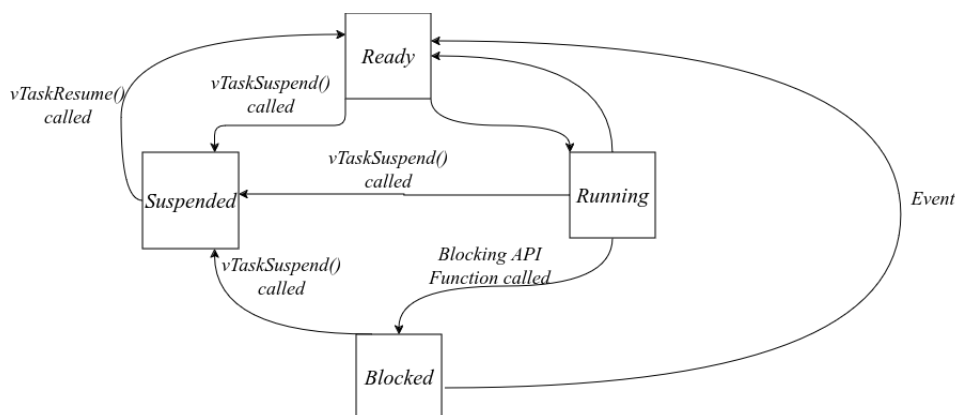 Ready
vTaskResume()
called
vTaskSuspend()
called
vTaskSuspend()
called
Suspended
Running
Event
Blocking API
Function called
vTaskSuspend()
called
Blocked